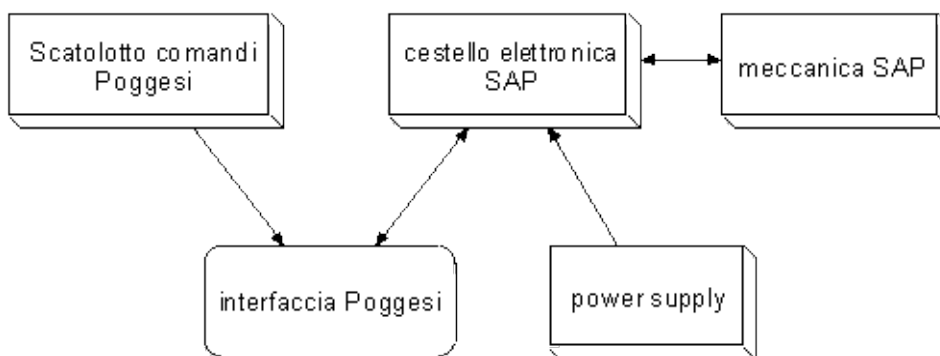 Scatolotto comandi
Poggesi
cestello elettronica
SAP
meccanica SAP
interfaccia Poggesi
power supply